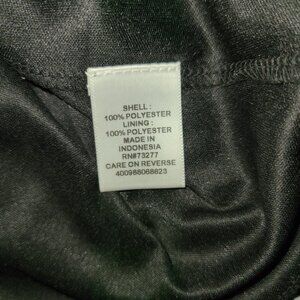 SHELL :
100% POLYESTER
LINING :
100% POLYESTER
MADE IN
INDONESIA
RN#73277
CARE ON REVERSE
400988068823